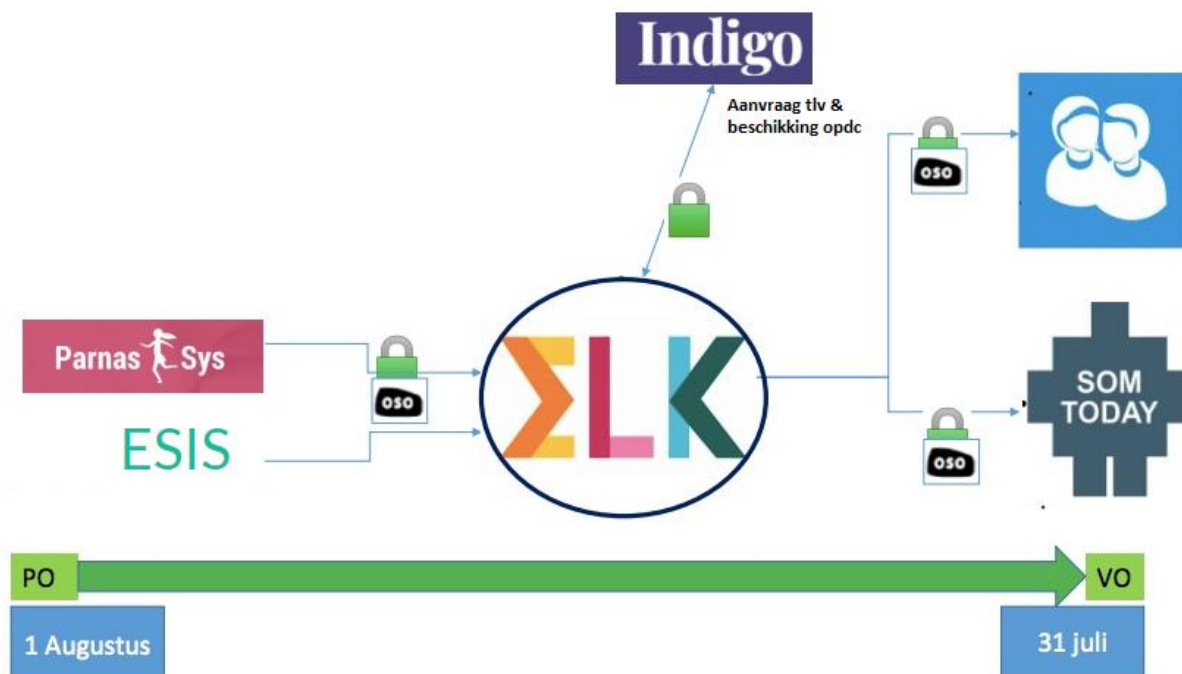 Indigo
Aanvraag tlv &
beschikking opdc
oso
Parnas Sys
oso
ELK
ESIS
SOM
TODAY
oso
PO
VO
1 Augustus
31 juli